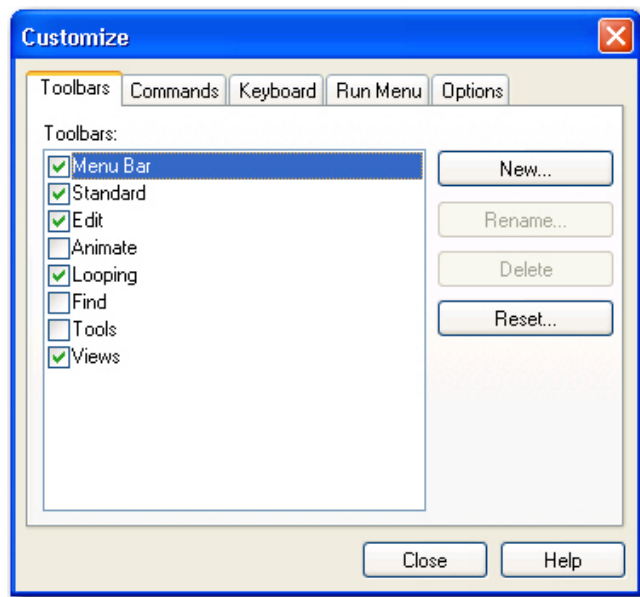 Customize
Toolbars Commands Keyboard Run Menu Options
Toolbars:
Menu Bar
Standard
Edit
Animate
Looping
Find
Tools
Views
New...
Rename...
Delete
Reset...
Close Help